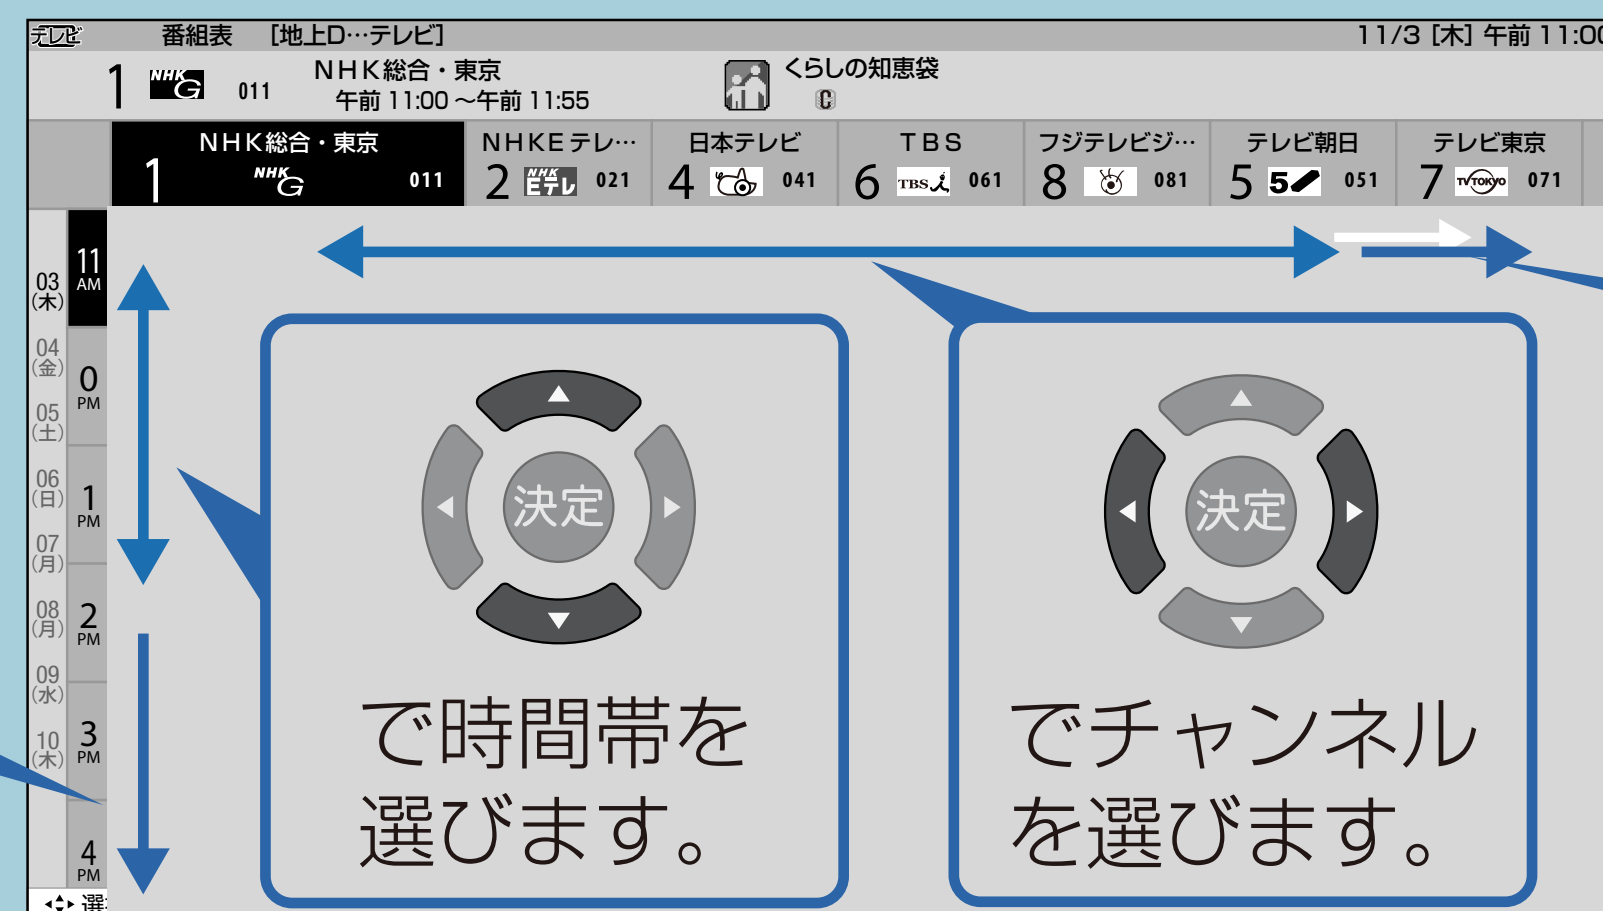 テレビ 番組表 [地上D…テレビ] 11/3 [木] 午前 11:00
1 NHK G 011 NHK総合・東京 くらしの知恵袋
午前 11:00 ~午前 11:55 C
NHK総合・東京
1 NHK G 011
NHKEテレ…
2 NHK Eテレ 021
日本テレビ
4 041
TBS
6 TBS 061
フジテレビジ…
8 081
テレビ朝日
5 5 051
テレビ東京
7 TV TOKYO 071
03
(木)
04
(金)
05
(土)
06
(日)
07
(月)
08
(月)
09
(水)
10
(木)
11
AM
0
PM
1
PM
2
PM
3
PM
4
PM
決定
で時間帯を
選びます。
決定
でチャンネル
を選びます。
選